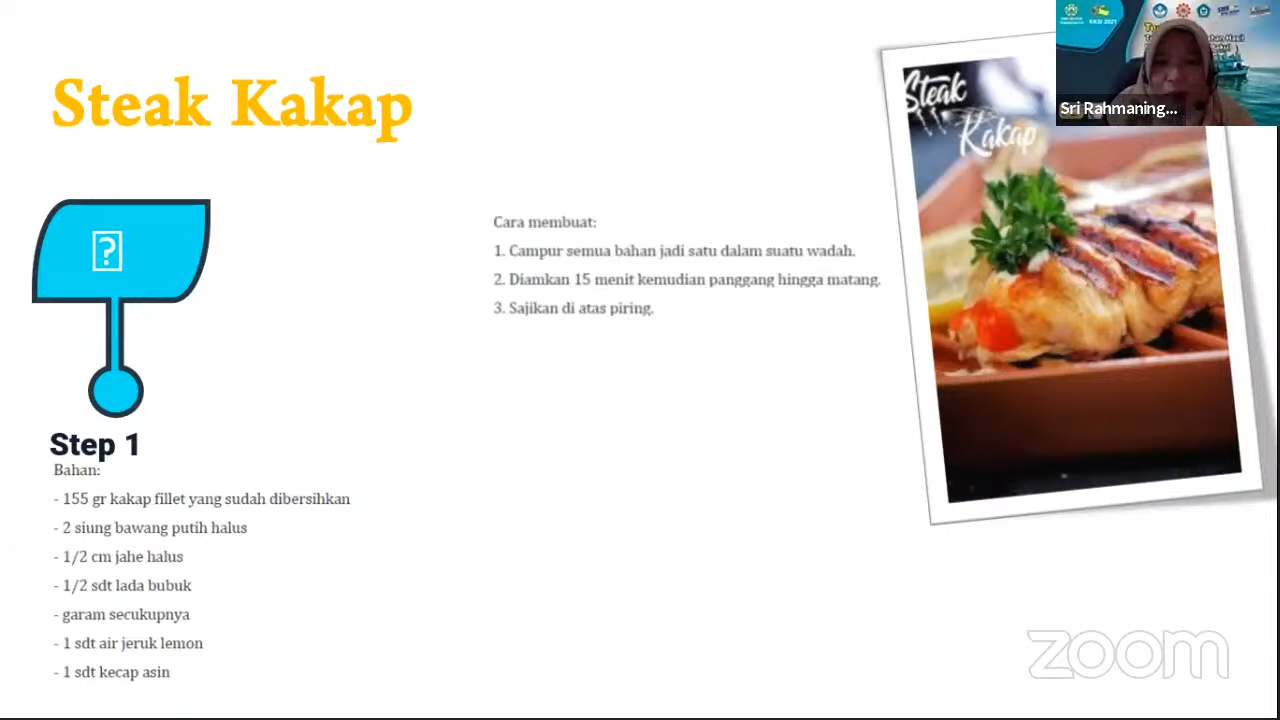 Steak Kakap
Step 1
Bahan:
- 155 gr kakap fillet yang sudah dibersihkan
- 2 siung bawang putih halus
- 1/2 cm jahe halus
- 1/2 sdt lada bubuk
- garam secukupnya
- 1 sdt air jeruk lemon
- 1 sdt kecap asin
Cara membuat:
1. Campur semua bahan jadi satu dalam suatu wadah.
2. Diamkan 15 menit kemudian panggang hingga matang.
3. Sajikan di atas piring.
Steak
Kakap
Sri Rahmaning...
zoom